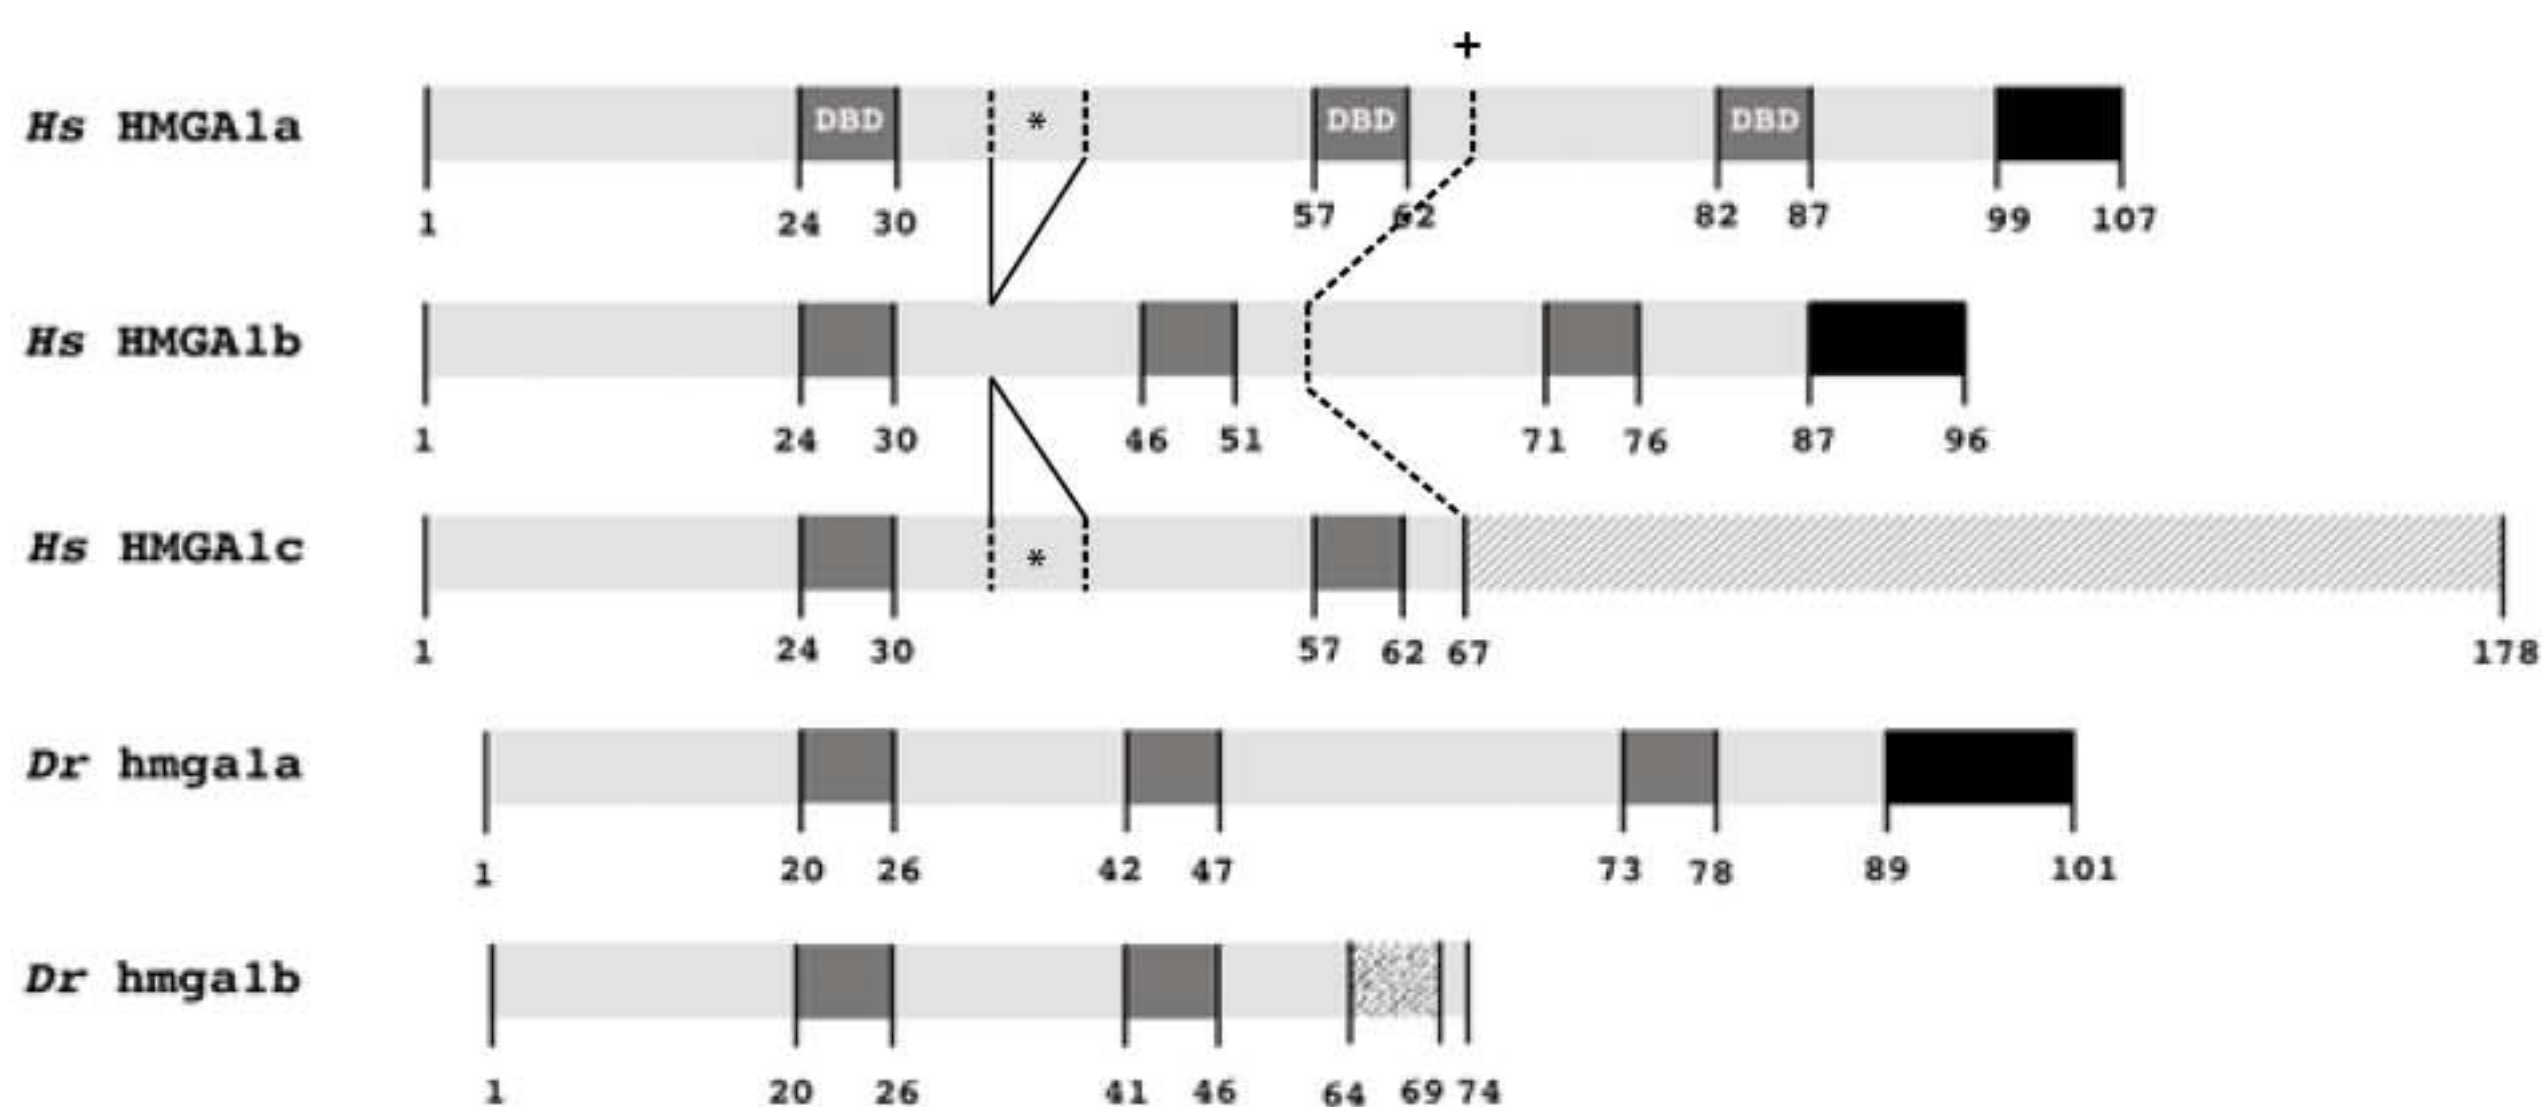 +
Hs HMGA1a DBD * DBD DBD
1 24 30 57 62 82 87 99 107
Hs HMGA1b
1 24 30 46 51 71 76 87 96
Hs HMGA1c *
1 24 30 57 62 67 178
Dr hmga1a
1 20 26 42 47 73 78 89 101
Dr hmga1b
1 20 26 41 46 64 69 74